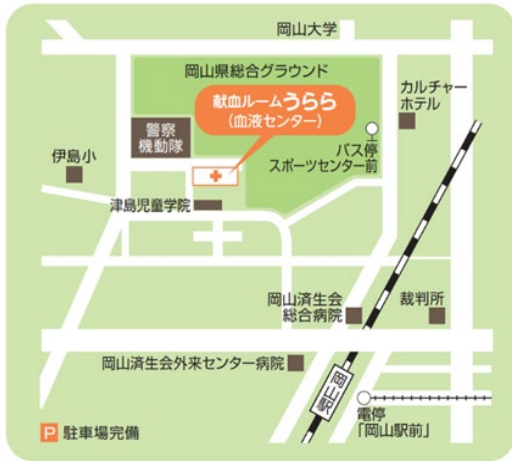 岡山大学
岡山県総合グラウンド
カルチャー
ホテル
献血ルームうらら
(血液センター)
警察
機動隊
バス停
スポーツセンター前
伊島小
津島児童学院
岡山済生会
総合病院
裁判所
岡山済生会外来センター病院
岡山駅
電停
「岡山駅前」
P 駐車場完備